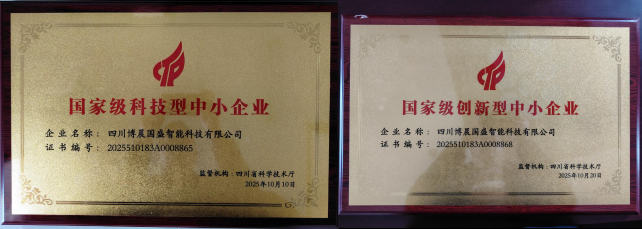 国家级科技型中小企业
企业名称：四川博晨国盛智能科技有限公司
证书编号：2025510183A0008865
监督机构：四川省科学技术厅
2025年10月10日
国家级创新型中小企业
企业名称：四川博晨国盛智能科技有限公司
证书编号：2025510183A0008868
监督机构：四川省科学技术厅
2025年10月20日